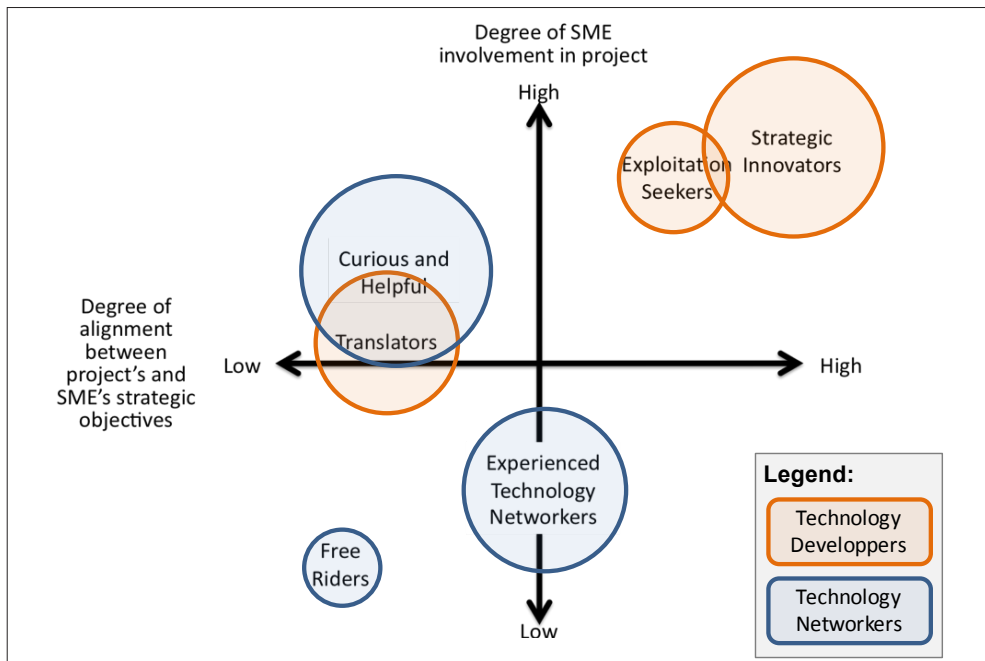 Degree of SME
involvement in project
High
Strategic
Innovators
Exploitation
Seekers
Curious and
Helpful
Translators
Degree of
alignment
between
project's and
SME's strategic
objectives
Low
High
Experienced
Technology
Networkers
Free
Riders
Low
Legend:
Technology
Developpers
Technology
Networkers